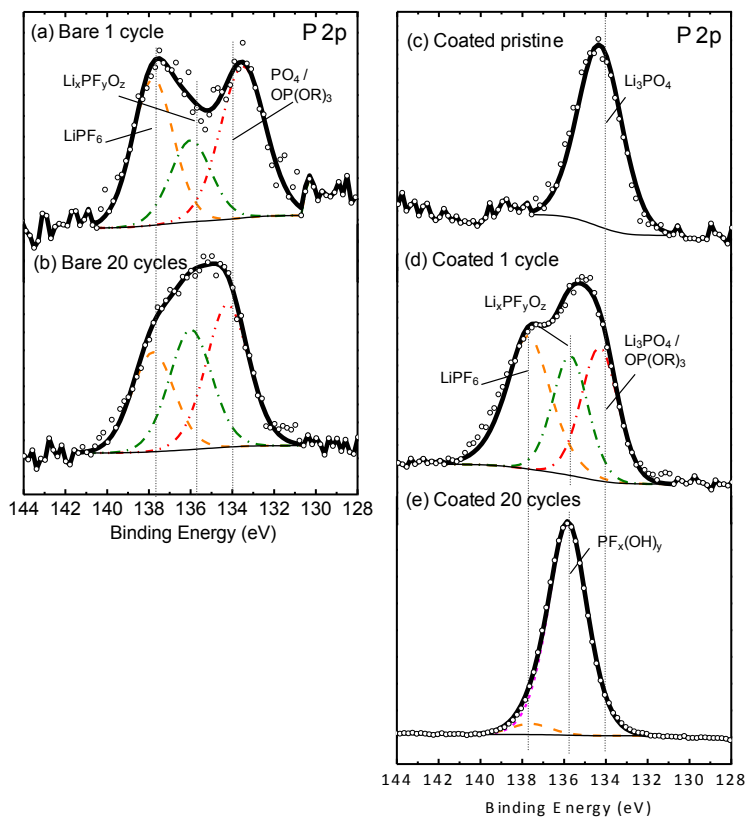 (a) Bare 1 cycle
P 2p
LiₓPFᵧO_z
PO₄ /
OP(OR)₃
LiPF₆
(b) Bare 20 cycles
144 142 140 138 136 134 132 130 128
Binding Energy (eV)
(c) Coated pristine
P 2p
Li₃PO₄
(d) Coated 1 cycle
LiₓPFᵧO_z
Li₃PO₄ /
OP(OR)₃
LiPF₆
(e) Coated 20 cycles
PFₓ(OH)ᵧ
144 142 140 138 136 134 132 130 128
Binding Energy (eV)